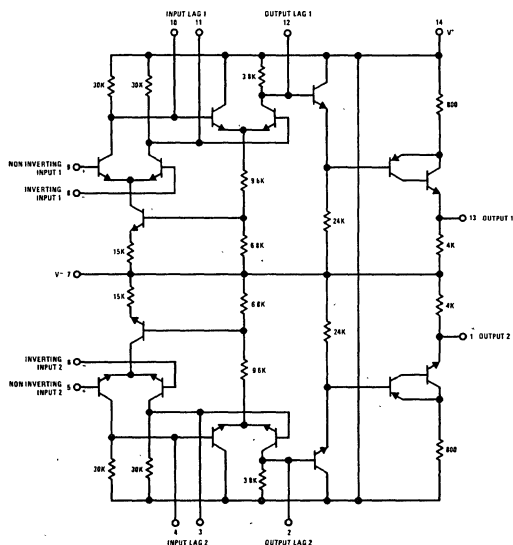 INPUT LAG 1
10 11
OUTPUT LAG 1
12
14
V⁺
30K
30K
3 8K
800
NON INVERTING
INPUT 1
9
INVERTING
INPUT 1
8
9 6K
13 OUTPUT 1
24K
15K
6 8K
4K
V⁻ 7
15K
6 8K
24K
4K
1 OUTPUT 2
INVERTING
INPUT 2
6
NON INVERTING
INPUT 2
5
9 6K
30K
30K
3 8K
800
4 3
INPUT LAG 2
2
OUTPUT LAG 2